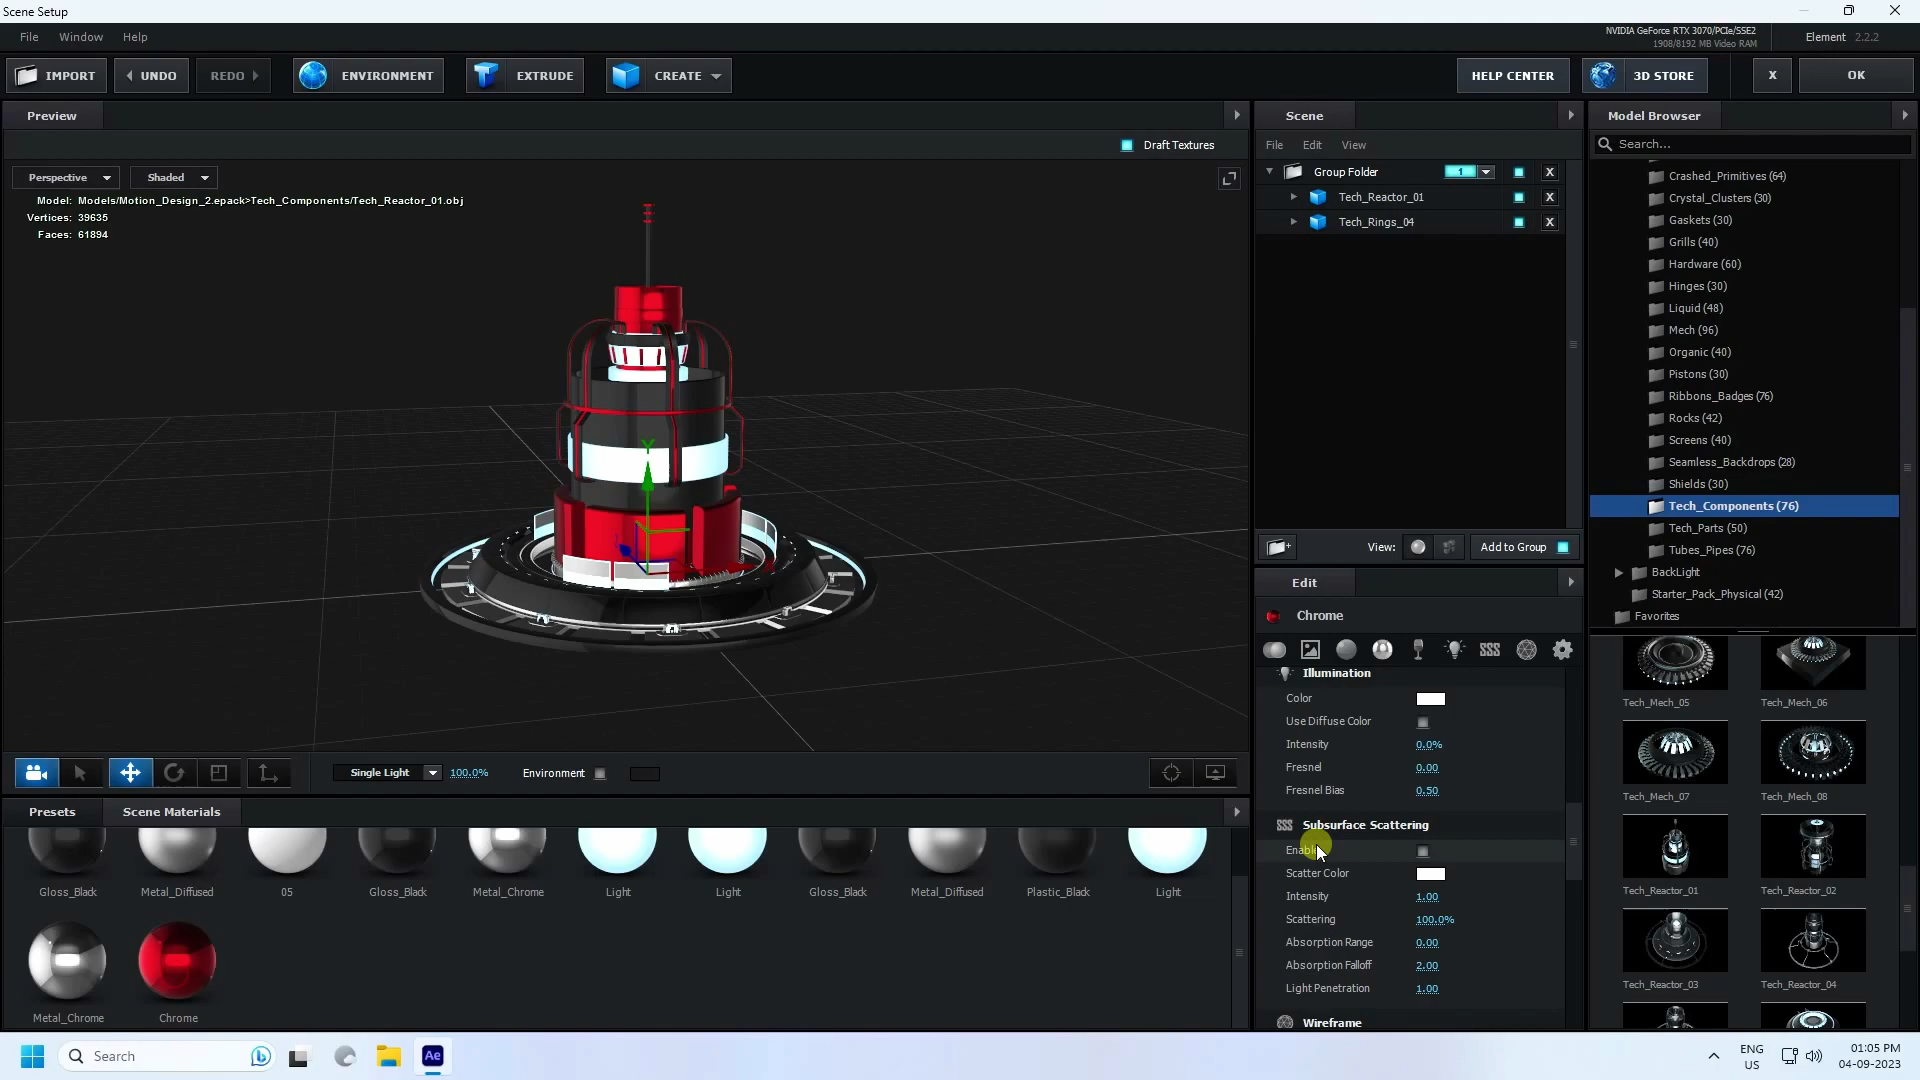 Scene Setup
File Window Help
NVIDIA GeForce RTX 3070/PCIe/SSE2
1908/8192 MB Video RAM
Element 2.2.2
IMPORT UNDO REDO ENVIRONMENT EXTRUDE CREATE HELP CENTER 3D STORE X OK
Preview
Draft Textures
Perspective Shaded
Model: Models/Motion_Design_2.epack>Tech_Components/Tech_Reactor_01.obj
Vertices: 39635
Faces: 61894
Y
Single Light 100.0% Environment
Presets Scene Materials
Gloss_Black Metal_Diffused 05 Gloss_Black Metal_Chrome Light Light Gloss_Black Metal_Diffused Plastic_Black Light
Metal_Chrome Chrome
Scene
File Edit View
Group Folder 1 X
Tech_Reactor_01 X
Tech_Rings_04 X
View: Add to Group
Edit
Chrome
Illumination
Color
Use Diffuse Color
Intensity 0.0%
Fresnel 0.00
Fresnel Bias 0.50
Subsurface Scattering
Enable
Scatter Color
Intensity 1.00
Scattering 100.0%
Absorption Range 0.00
Absorption Falloff 2.00
Light Penetration 1.00
Wireframe
Model Browser
Search...
Crashed_Primitives (64)
Crystal_Clusters (30)
Gaskets (30)
Grills (40)
Hardware (60)
Hinges (30)
Liquid (48)
Mech (96)
Organic (40)
Pistons (30)
Ribbons_Badges (76)
Rocks (42)
Screens (40)
Seamless_Backdrops (28)
Shields (30)
Tech_Components (76)
Tech_Parts (50)
Tubes_Pipes (76)
BackLight
Starter_Pack_Physical (42)
Favorites
Tech_Mech_05 Tech_Mech_06
Tech_Mech_07 Tech_Mech_08
Tech_Reactor_01 Tech_Reactor_02
Tech_Reactor_03 Tech_Reactor_04
Search Ae ENG US 01:05 PM 04-09-2023